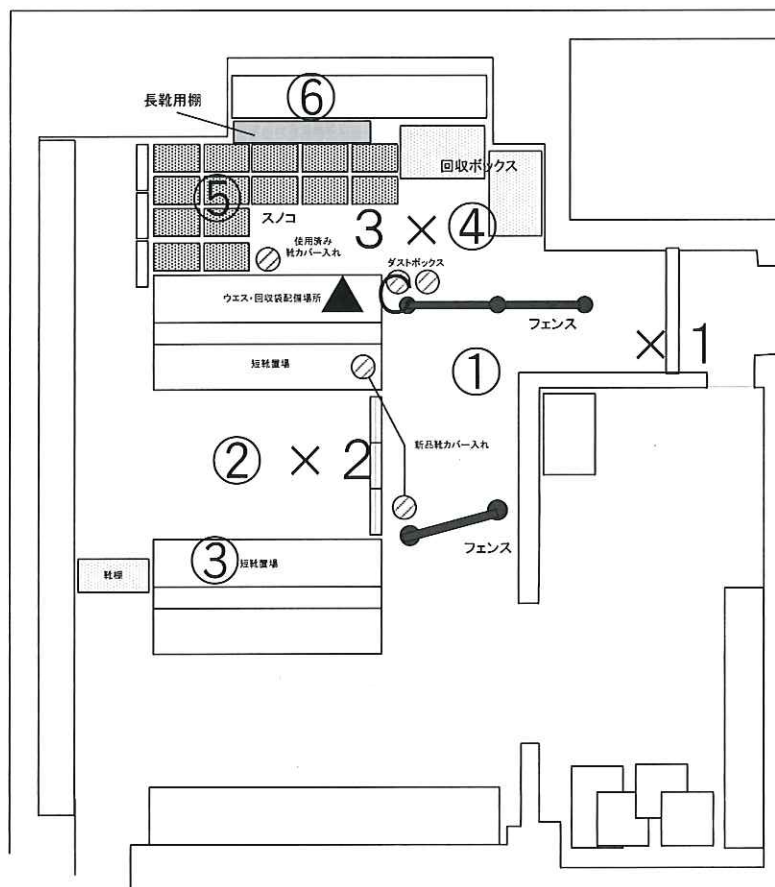 ⑥
長靴用棚
回収ボックス
⑤
スノコ
3 × ④
使用済み
靴カバー入れ
ダストボックス
ウエス・回収袋配備場所
フェンス
× 1
短靴置場
①
② × 2
新品靴カバー入れ
フェンス
③
短靴置場
靴棚